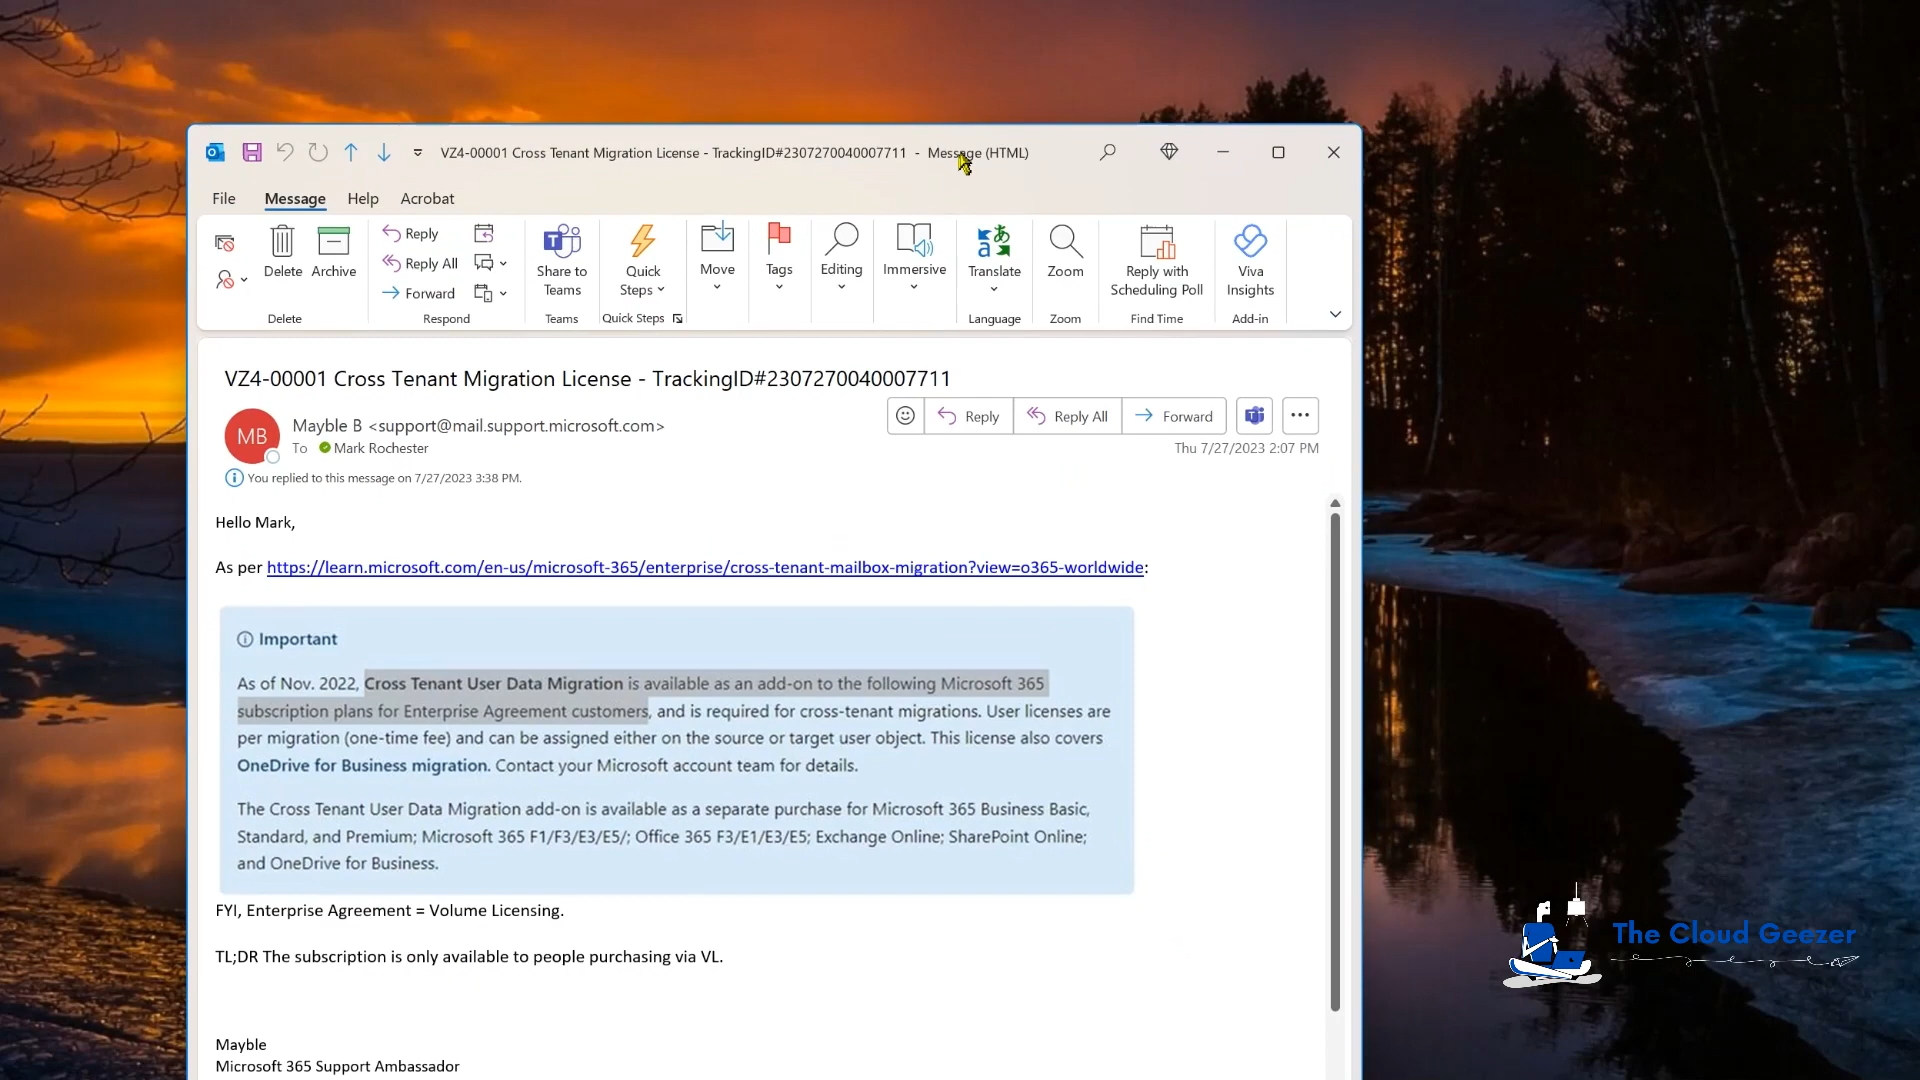 VZ4-00001 Cross Tenant Migration License - TrackingID#2307270040007711 - Message (HTML)
File Message Help Acrobat
Delete
Archive
Reply
Reply All
Forward
Share to
Teams
Quick
Steps
Move
Tags
Editing
Immersive
Translate
Zoom
Reply with
Scheduling Poll
Viva
Insights
Delete Respond Teams Quick Steps Language Zoom Find Time Add-in
VZ4-00001 Cross Tenant Migration License - TrackingID#2307270040007711
MB
Mayble B <support@mail.support.microsoft.com>
To Mark Rochester
Reply Reply All Forward
Thu 7/27/2023 2:07 PM
You replied to this message on 7/27/2023 3:38 PM.
Hello Mark,
As per https://learn.microsoft.com/en-us/microsoft-365/enterprise/cross-tenant-mailbox-migration?view=o365-worldwide:
Important
As of Nov. 2022, Cross Tenant User Data Migration is available as an add-on to the following Microsoft 365
subscription plans for Enterprise Agreement customers, and is required for cross-tenant migrations. User licenses are
per migration (one-time fee) and can be assigned either on the source or target user object. This license also covers
OneDrive for Business migration. Contact your Microsoft account team for details.
The Cross Tenant User Data Migration add-on is available as a separate purchase for Microsoft 365 Business Basic,
Standard, and Premium; Microsoft 365 F1/F3/E3/E5/; Office 365 F3/E1/E3/E5; Exchange Online; SharePoint Online;
and OneDrive for Business.
FYI, Enterprise Agreement = Volume Licensing.
TL;DR The subscription is only available to people purchasing via VL.
Mayble
Microsoft 365 Support Ambassador
The Cloud Geezer